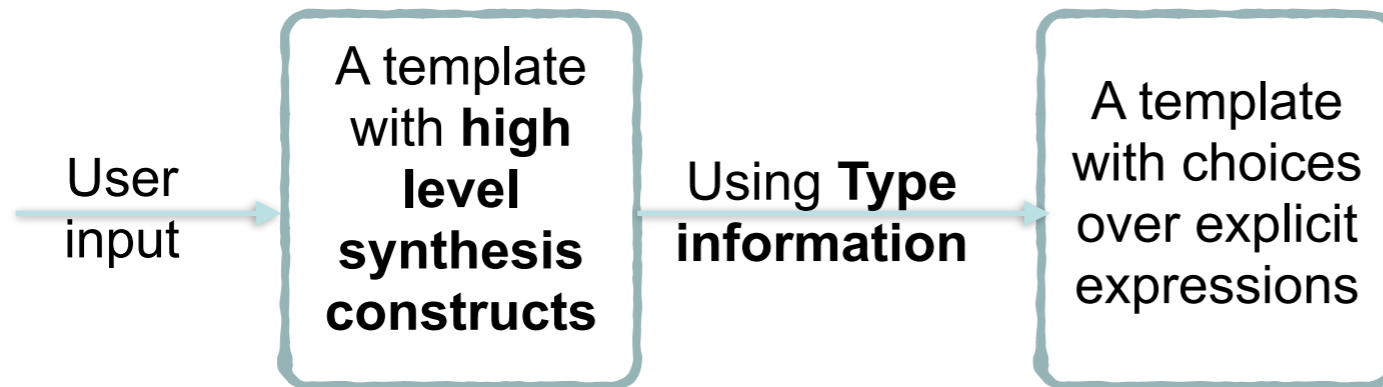 User
input
A template
with high
level
synthesis
constructs
Using Type
information
A template
with choices
over explicit
expressions